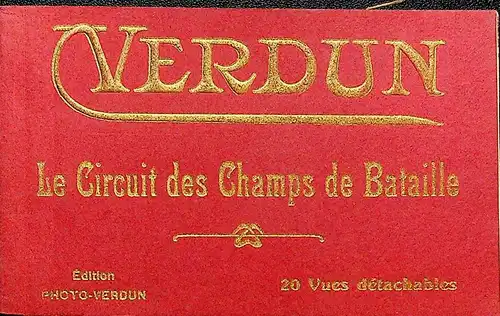 VERDUN
Le Circuit des Champs de Bataille
Édition
PHOTO-VERDUN
20 Vues détachables